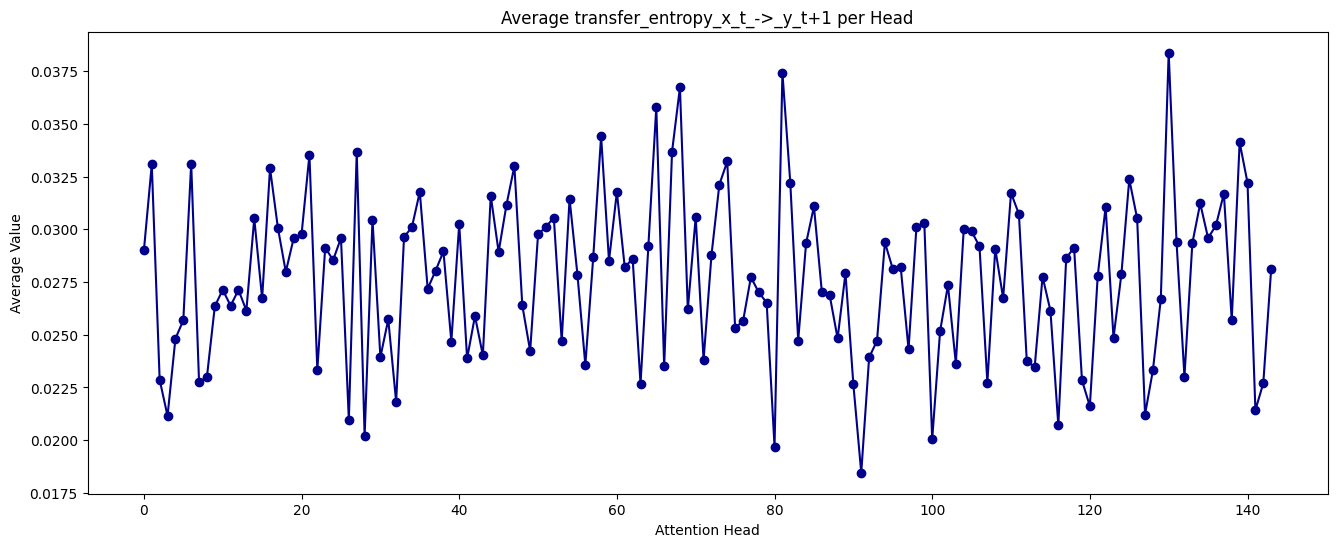 Average transfer_entropy_x_t_->_y_t+1 per Head
Average Value
0.0375
0.0350
0.0325
0.0300
0.0275
0.0250
0.0225
0.0200
0.0175
0 20 40 60 80 100 120 140
Attention Head